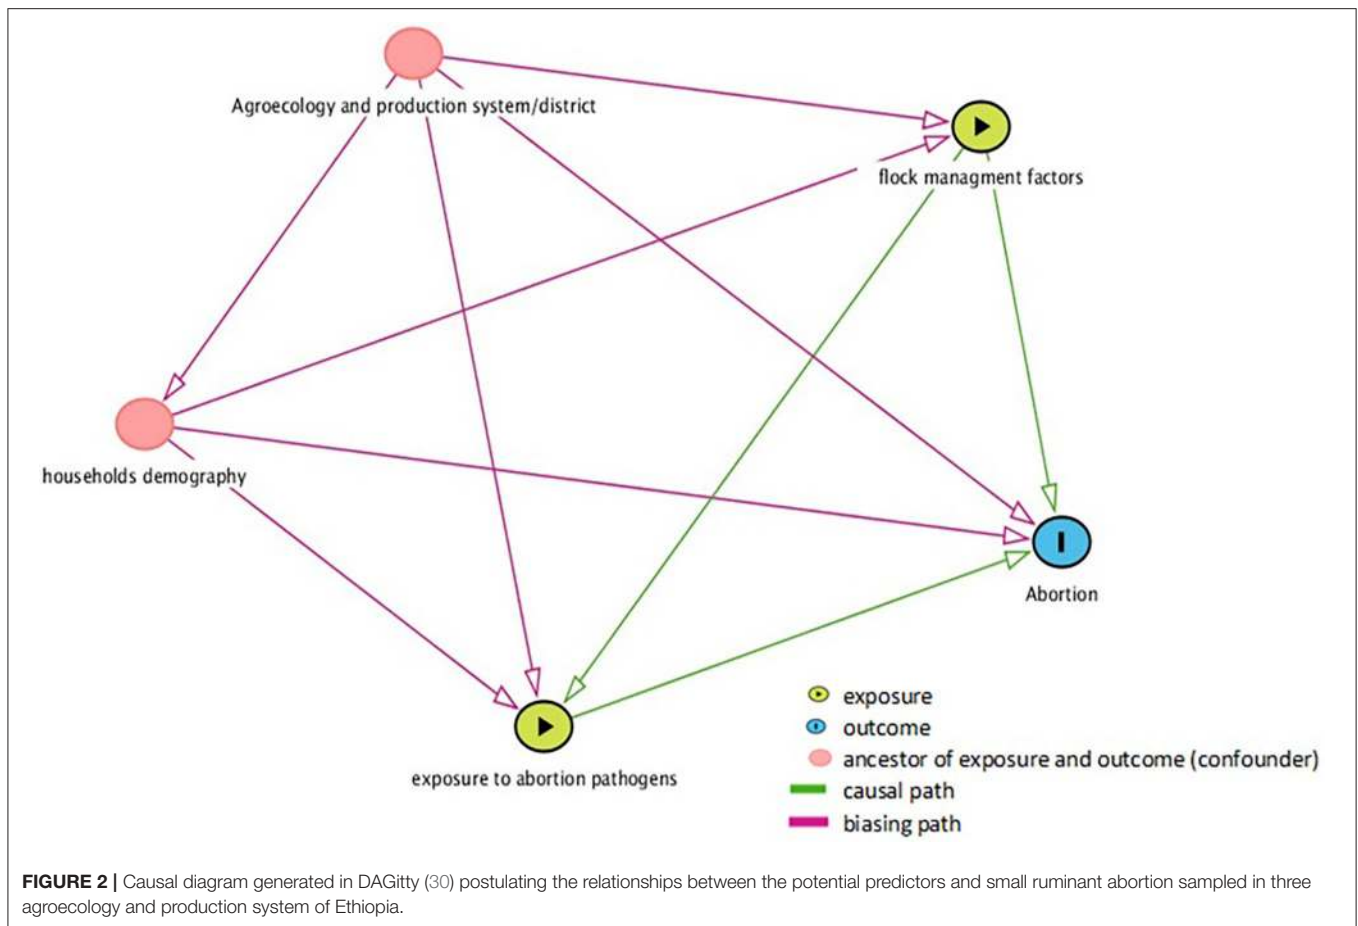 Agroecology and production system/district
flock managment factors
households demography
Abortion
exposure to abortion pathogens
exposure
outcome
ancestor of exposure and outcome (confounder)
causal path
biasing path
FIGURE 2 | Causal diagram generated in DAGitty (30) postulating the relationships between the potential predictors and small ruminant abortion sampled in three
agroecology and production system of Ethiopia.